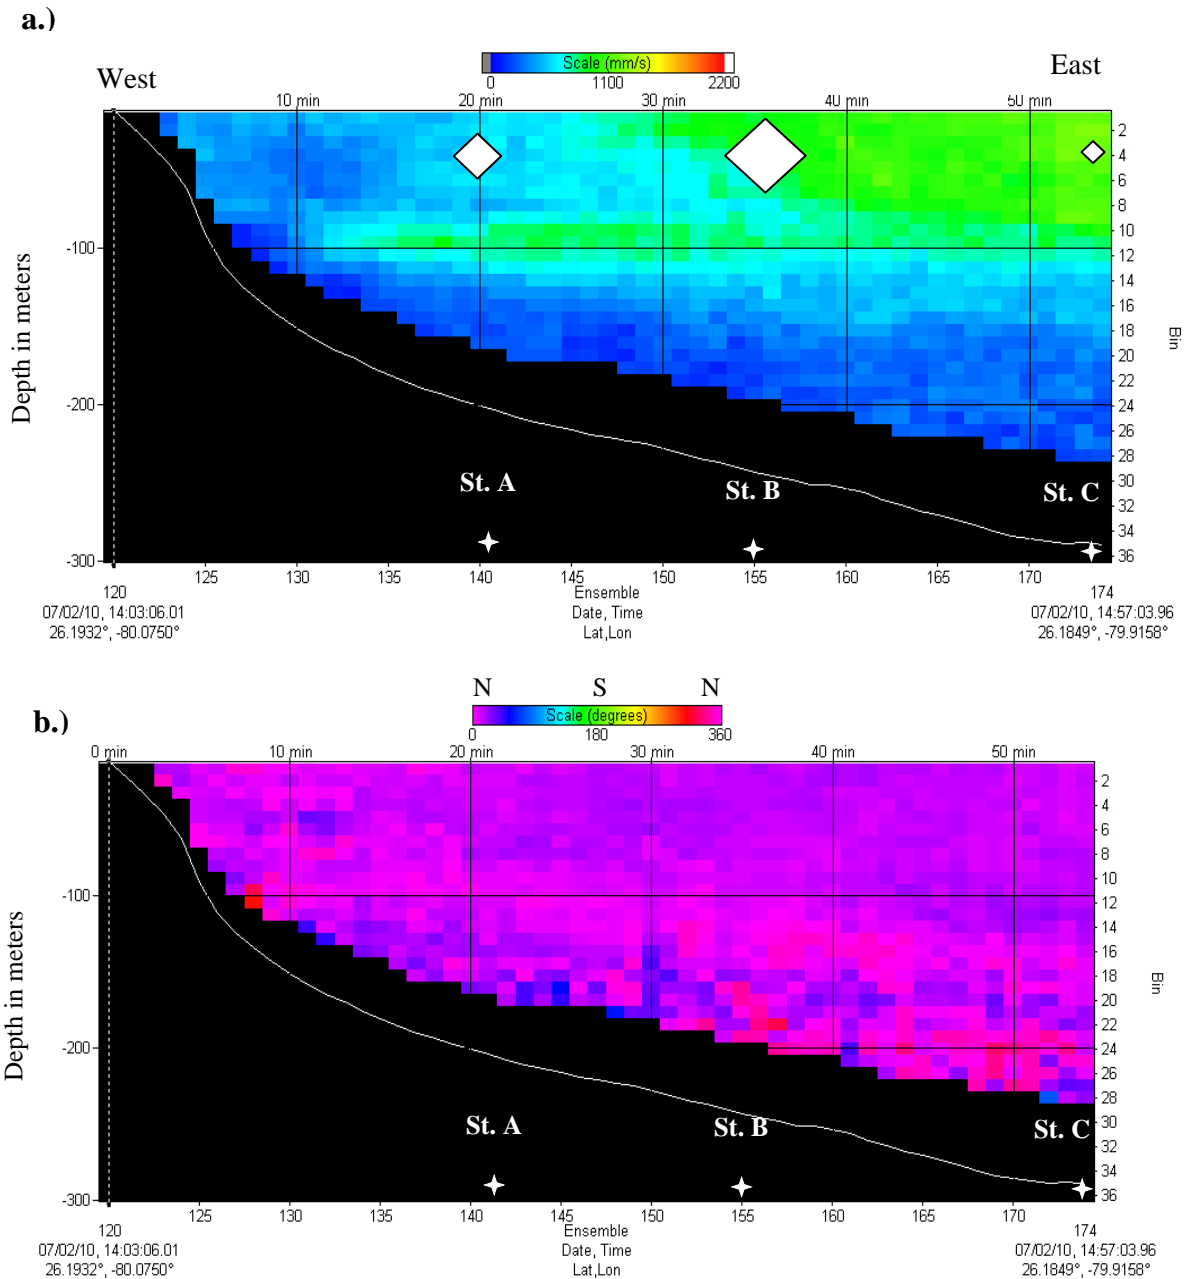 a.)
West
East
Scale (mm/s)
0 1100 2200
10 min 20 min 30 min 40 min 50 min
2
4
6
8
10
12
14
16
18
20
22
24
26
28
30
32
34
36
Bin
-100
-200
-300
Depth in meters
St. A
St. B
St. C
125 130 135 140 145 150 155 160 165 170
120 Ensemble 174
07/02/10, 14:03:06.01 Date, Time 07/02/10, 14:57:03.96
26.1932°, -80.0750° Lat,Lon 26.1849°, -79.9158°
b.)
N S N
Scale (degrees)
0 180 360
0 min 10 min 20 min 30 min 40 min 50 min
2
4
6
8
10
12
14
16
18
20
22
24
26
28
30
32
34
36
Bin
-100
-200
-300
Depth in meters
St. A
St. B
St. C
125 130 135 140 145 150 155 160 165 170
120 Ensemble 174
07/02/10, 14:03:06.01 Date, Time 07/02/10, 14:57:03.96
26.1932°, -80.0750° Lat,Lon 26.1849°, -79.9158°